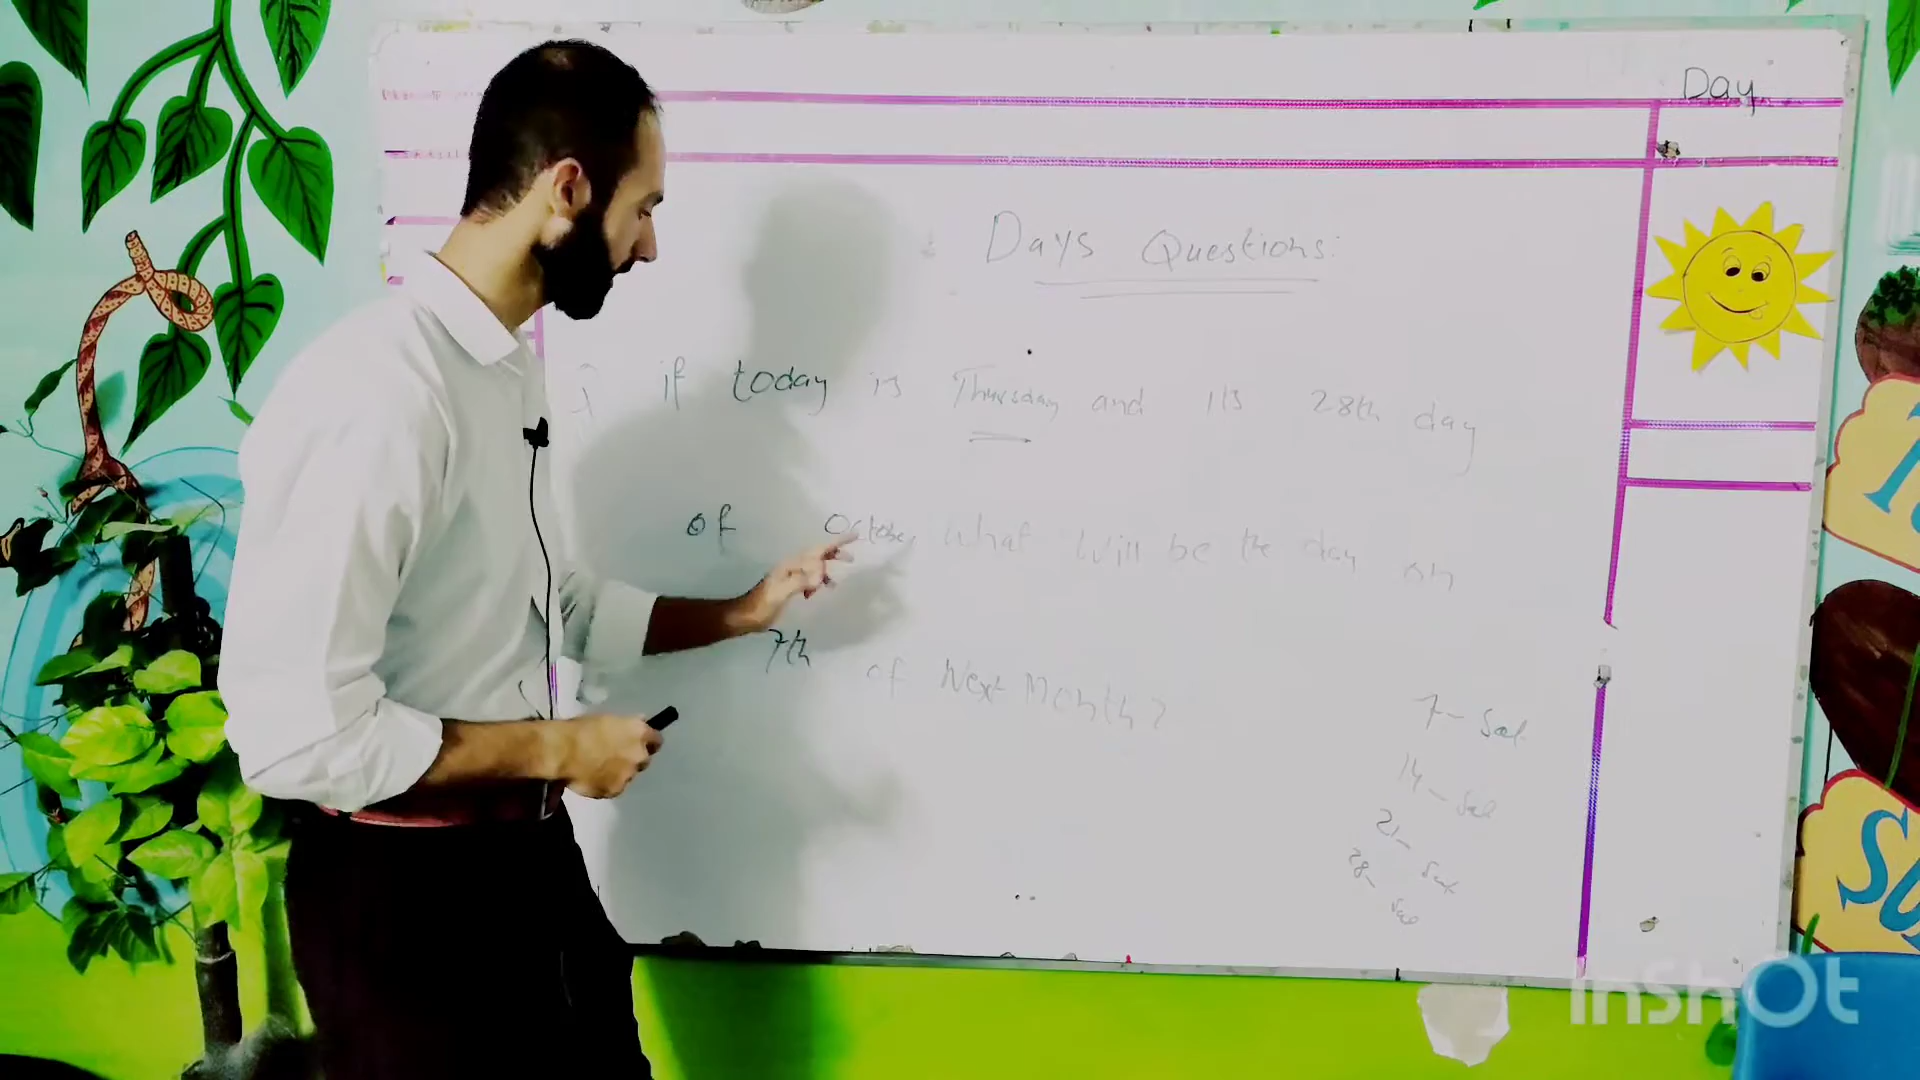 Day
Days Questions:
if today is Thursday and its 28th day
of October what will be the day on
7th of Next Month?
7 - Sat
14 - Sat
21 - Sat
28 - Sat
InShOt